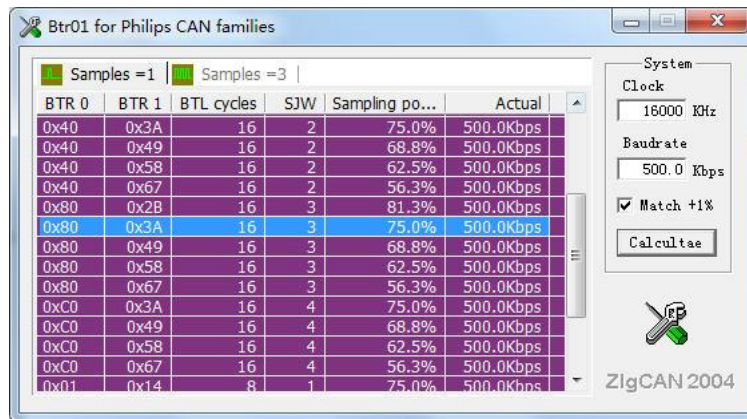 Btr01 for Philips CAN families
Samples =1 Samples =3
BTR 0 BTR 1 BTL cycles SJW Sampling po... Actual
0x40 0x3A 16 2 75.0% 500.0Kbps
0x40 0x49 16 2 68.8% 500.0Kbps
0x40 0x58 16 2 62.5% 500.0Kbps
0x40 0x67 16 2 56.3% 500.0Kbps
0x80 0x2B 16 3 81.3% 500.0Kbps
0x80 0x3A 16 3 75.0% 500.0Kbps
0x80 0x49 16 3 68.8% 500.0Kbps
0x80 0x58 16 3 62.5% 500.0Kbps
0x80 0x67 16 3 56.3% 500.0Kbps
0xC0 0x3A 16 4 75.0% 500.0Kbps
0xC0 0x49 16 4 68.8% 500.0Kbps
0xC0 0x58 16 4 62.5% 500.0Kbps
0xC0 0x67 16 4 56.3% 500.0Kbps
0x01 0x14 8 1 75.0% 500.0Kbps
System
Clock
16000 KHz
Baudrate
500.0 Kbps
Match +1%
Calcultae
ZIgCAN 2004